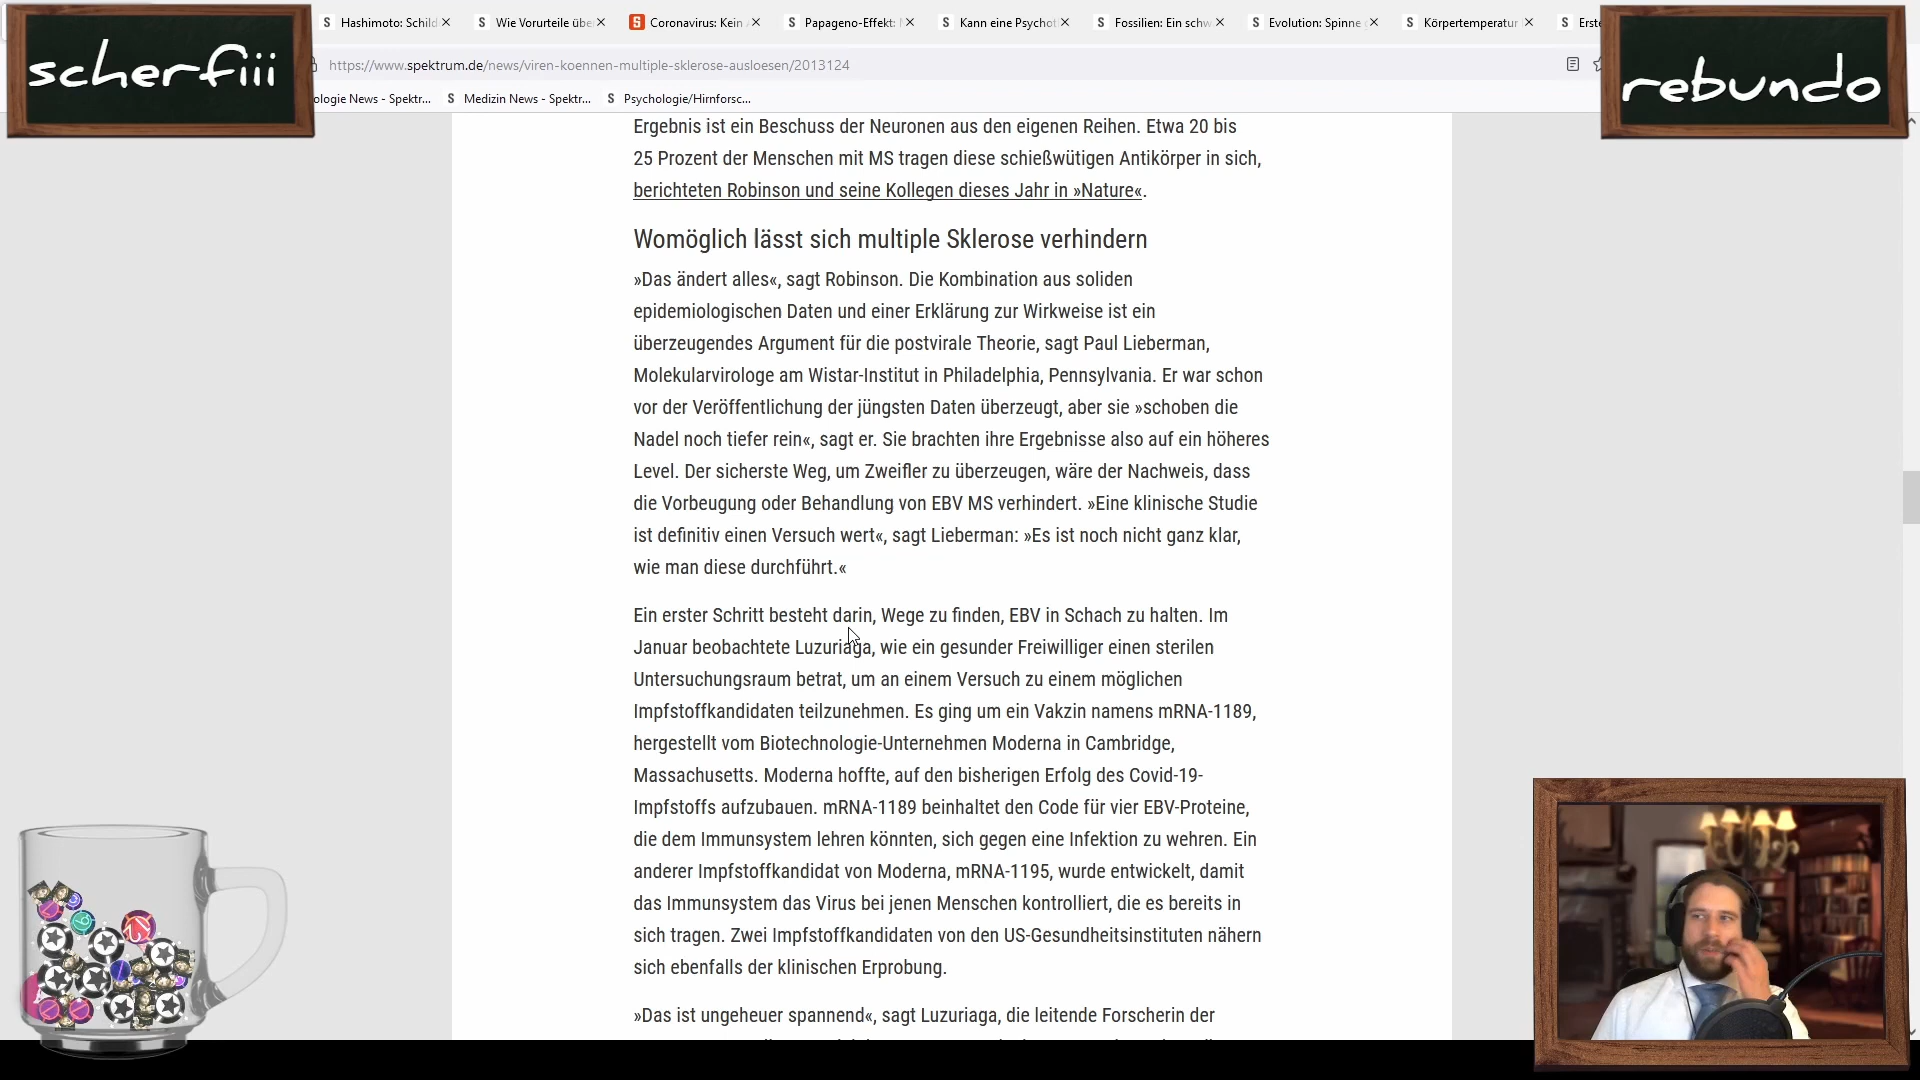 scherfiii
rebundo
Hashimoto: Schild
Wie Vorurteile übe
Coronavirus: Kein
Papageno-Effekt:
Kann eine Psychot
Fossilien: Ein schw
Evolution: Spinne
Körpertemperatur
Erste
https://www.spektrum.de/news/viren-koennen-multiple-sklerose-ausloesen/2013124
ologie News - Spektr...
Medizin News - Spektr...
Psychologie/Hirnforsc...
Ergebnis ist ein Beschuss der Neuronen aus den eigenen Reihen. Etwa 20 bis
25 Prozent der Menschen mit MS tragen diese schießwütigen Antikörper in sich,
berichteten Robinson und seine Kollegen dieses Jahr in »Nature«.
Womöglich lässt sich multiple Sklerose verhindern
»Das ändert alles«, sagt Robinson. Die Kombination aus soliden
epidemiologischen Daten und einer Erklärung zur Wirkweise ist ein
überzeugendes Argument für die postvirale Theorie, sagt Paul Lieberman,
Molekularvirologe am Wistar-Institut in Philadelphia, Pennsylvania. Er war schon
vor der Veröffentlichung der jüngsten Daten überzeugt, aber sie »schoben die
Nadel noch tiefer rein«, sagt er. Sie brachten ihre Ergebnisse also auf ein höheres
Level. Der sicherste Weg, um Zweifler zu überzeugen, wäre der Nachweis, dass
die Vorbeugung oder Behandlung von EBV MS verhindert. »Eine klinische Studie
ist definitiv einen Versuch wert«, sagt Lieberman: »Es ist noch nicht ganz klar,
wie man diese durchführt.«
Ein erster Schritt besteht darin, Wege zu finden, EBV in Schach zu halten. Im
Januar beobachtete Luzuriaga, wie ein gesunder Freiwilliger einen sterilen
Untersuchungsraum betrat, um an einem Versuch zu einem möglichen
Impfstoffkandidaten teilzunehmen. Es ging um ein Vakzin namens mRNA-1189,
hergestellt vom Biotechnologie-Unternehmen Moderna in Cambridge,
Massachusetts. Moderna hoffte, auf den bisherigen Erfolg des Covid-19-
Impfstoffs aufzubauen. mRNA-1189 beinhaltet den Code für vier EBV-Proteine,
die dem Immunsystem lehren könnten, sich gegen eine Infektion zu wehren. Ein
anderer Impfstoffkandidat von Moderna, mRNA-1195, wurde entwickelt, damit
das Immunsystem das Virus bei jenen Menschen kontrolliert, die es bereits in
sich tragen. Zwei Impfstoffkandidaten von den US-Gesundheitsinstituten nähern
sich ebenfalls der klinischen Erprobung.
»Das ist ungeheuer spannend«, sagt Luzuriaga, die leitende Forscherin der